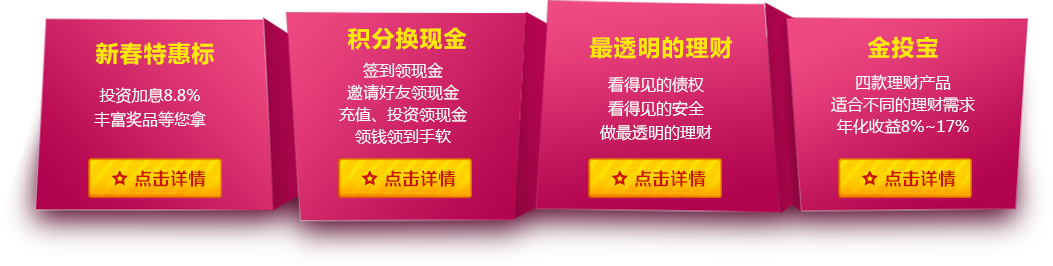 新春特惠标
投资加息8.8%
丰富奖品等您拿
☆ 点击详情
积分换现金
签到领现金
邀请好友领现金
充值、投资领现金
领钱领到手软
☆ 点击详情
最透明的理财
看得见的债权
看得见的安全
做最透明的理财
☆ 点击详情
金投宝
四款理财产品
适合不同的理财需求
年化收益8%~17%
☆ 点击详情